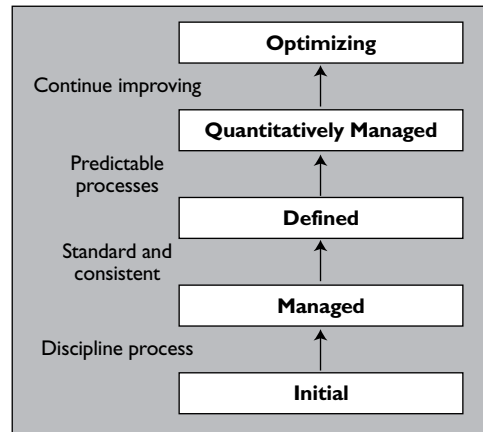 Optimizing
Continue improving
Quantitatively Managed
Predictable
processes
Defined
Standard and
consistent
Managed
Discipline process
Initial